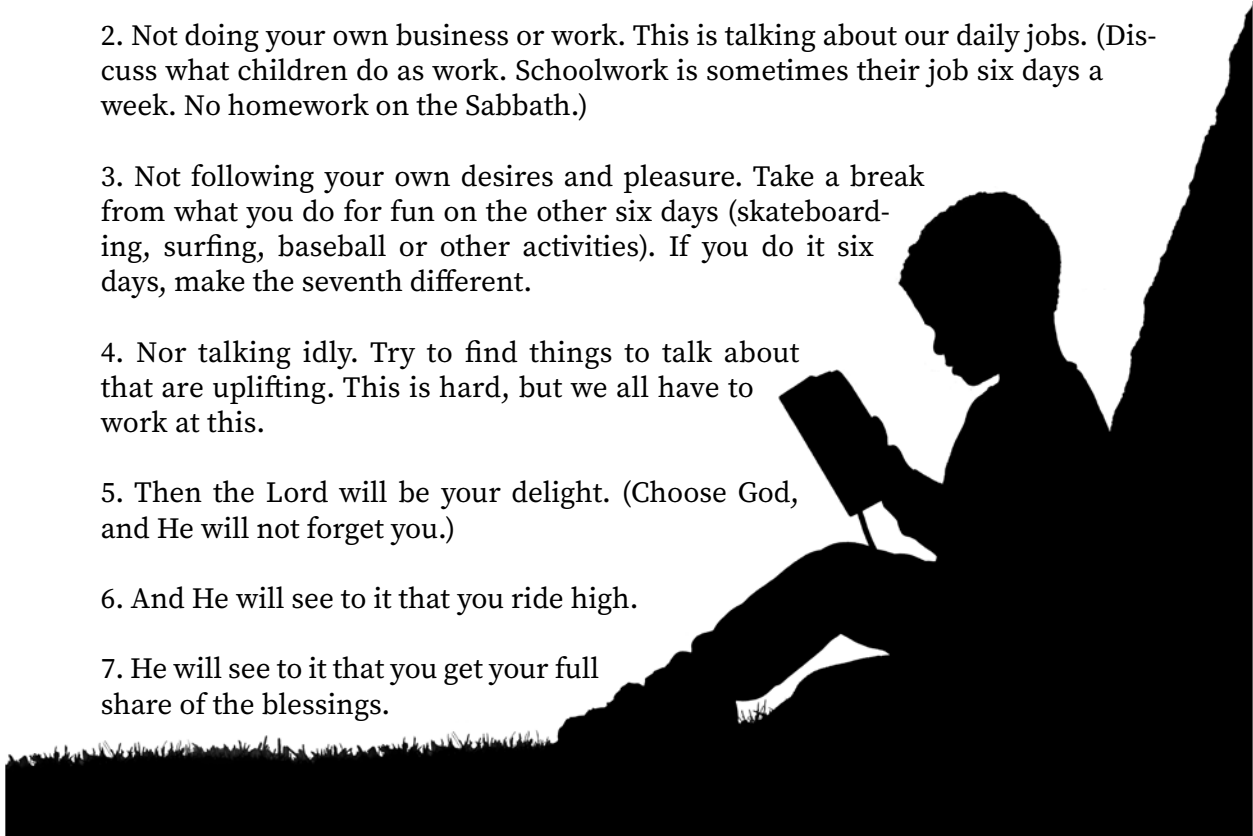 2. Not doing your own business or work. This is talking about our daily jobs. (Dis-
cuss what children do as work. Schoolwork is sometimes their job six days a
week. No homework on the Sabbath.)
3. Not following your own desires and pleasure. Take a break
from what you do for fun on the other six days (skateboard-
ing, surfing, baseball or other activities). If you do it six
days, make the seventh different.
4. Nor talking idly. Try to find things to talk about
that are uplifting. This is hard, but we all have to
work at this.
5. Then the Lord will be your delight. (Choose God,
and He will not forget you.)
6. And He will see to it that you ride high.
7. He will see to it that you get your full
share of the blessings.